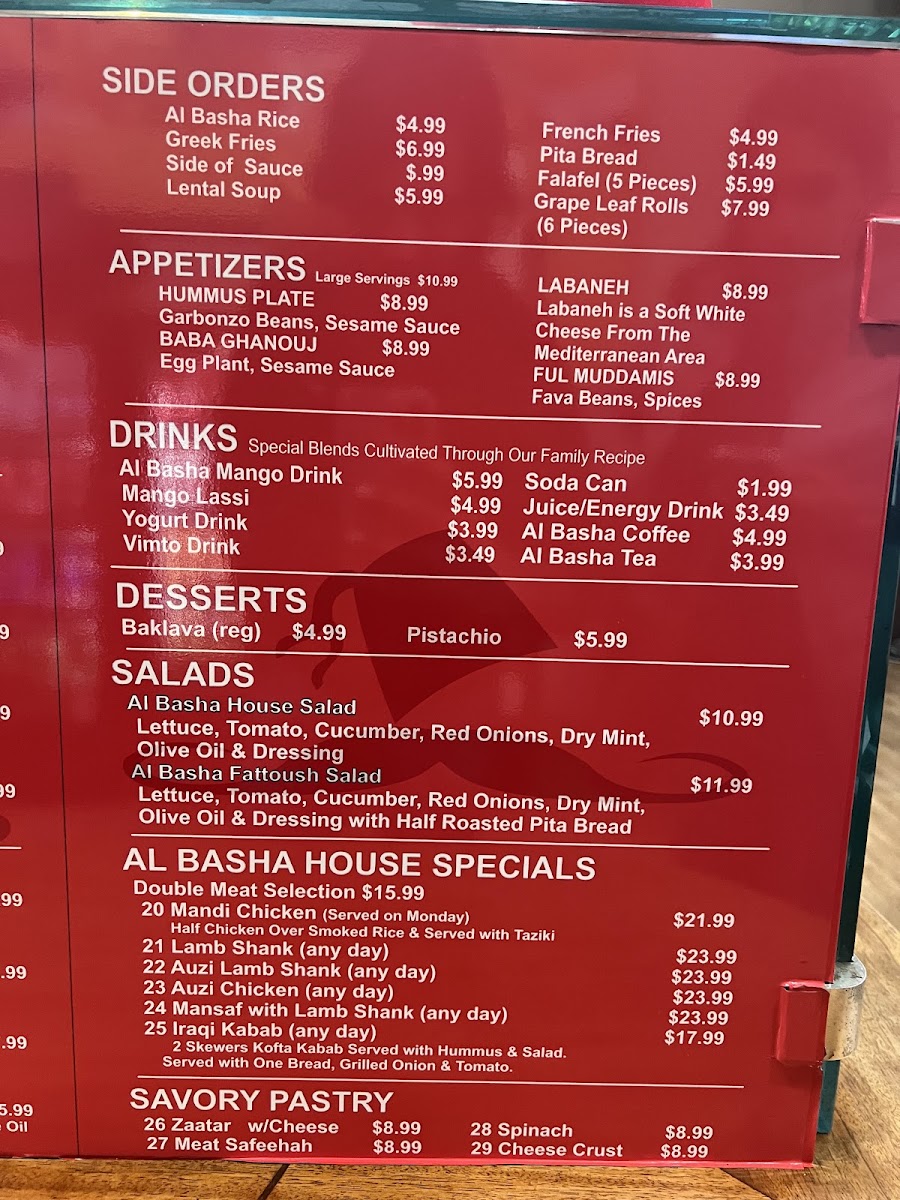 SIDE ORDERS
Al Basha Rice $4.99
Greek Fries $6.99
Side of Sauce $.99
Lental Soup $5.99
French Fries $4.99
Pita Bread $1.49
Falafel (5 Pieces) $5.99
Grape Leaf Rolls $7.99
(6 Pieces)
APPETIZERS Large Servings $10.99
HUMMUS PLATE $8.99
Garbonzo Beans, Sesame Sauce
BABA GHANOUJ $8.99
Egg Plant, Sesame Sauce
LABANEH $8.99
Labaneh is a Soft White
Cheese From The
Mediterranean Area
FUL MUDDAMIS $8.99
Fava Beans, Spices
DRINKS Special Blends Cultivated Through Our Family Recipe
Al Basha Mango Drink $5.99
Mango Lassi $4.99
Yogurt Drink $3.99
Vimto Drink $3.49
Soda Can $1.99
Juice/Energy Drink $3.49
Al Basha Coffee $4.99
Al Basha Tea $3.99
DESSERTS
Baklava (reg) $4.99 Pistachio $5.99
SALADS
Al Basha House Salad $10.99
Lettuce, Tomato, Cucumber, Red Onions, Dry Mint,
Olive Oil & Dressing
Al Basha Fattoush Salad $11.99
Lettuce, Tomato, Cucumber, Red Onions, Dry Mint,
Olive Oil & Dressing with Half Roasted Pita Bread
AL BASHA HOUSE SPECIALS
Double Meat Selection $15.99
20 Mandi Chicken (Served on Monday) $21.99
Half Chicken Over Smoked Rice & Served with Taziki
21 Lamb Shank (any day) $23.99
22 Auzi Lamb Shank (any day) $23.99
23 Auzi Chicken (any day) $23.99
24 Mansaf with Lamb Shank (any day) $23.99
25 Iraqi Kabab (any day) $17.99
2 Skewers Kofta Kabab Served with Hummus & Salad.
Served with One Bread, Grilled Onion & Tomato.
SAVORY PASTRY
26 Zaatar w/Cheese $8.99
27 Meat Safeehah $8.99
28 Spinach $8.99
29 Cheese Crust $8.99
.99
.99
.99
5.99
Oil